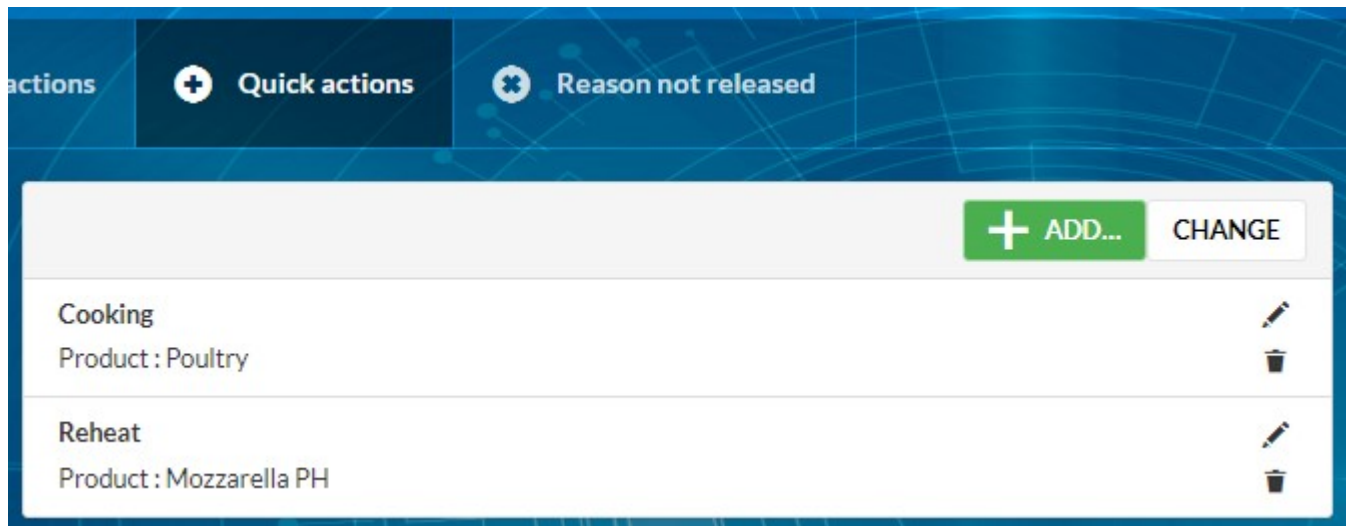 actions
Quick actions
Reason not released
ADD...
CHANGE
Cooking
Product : Poultry
Reheat
Product : Mozzarella PH